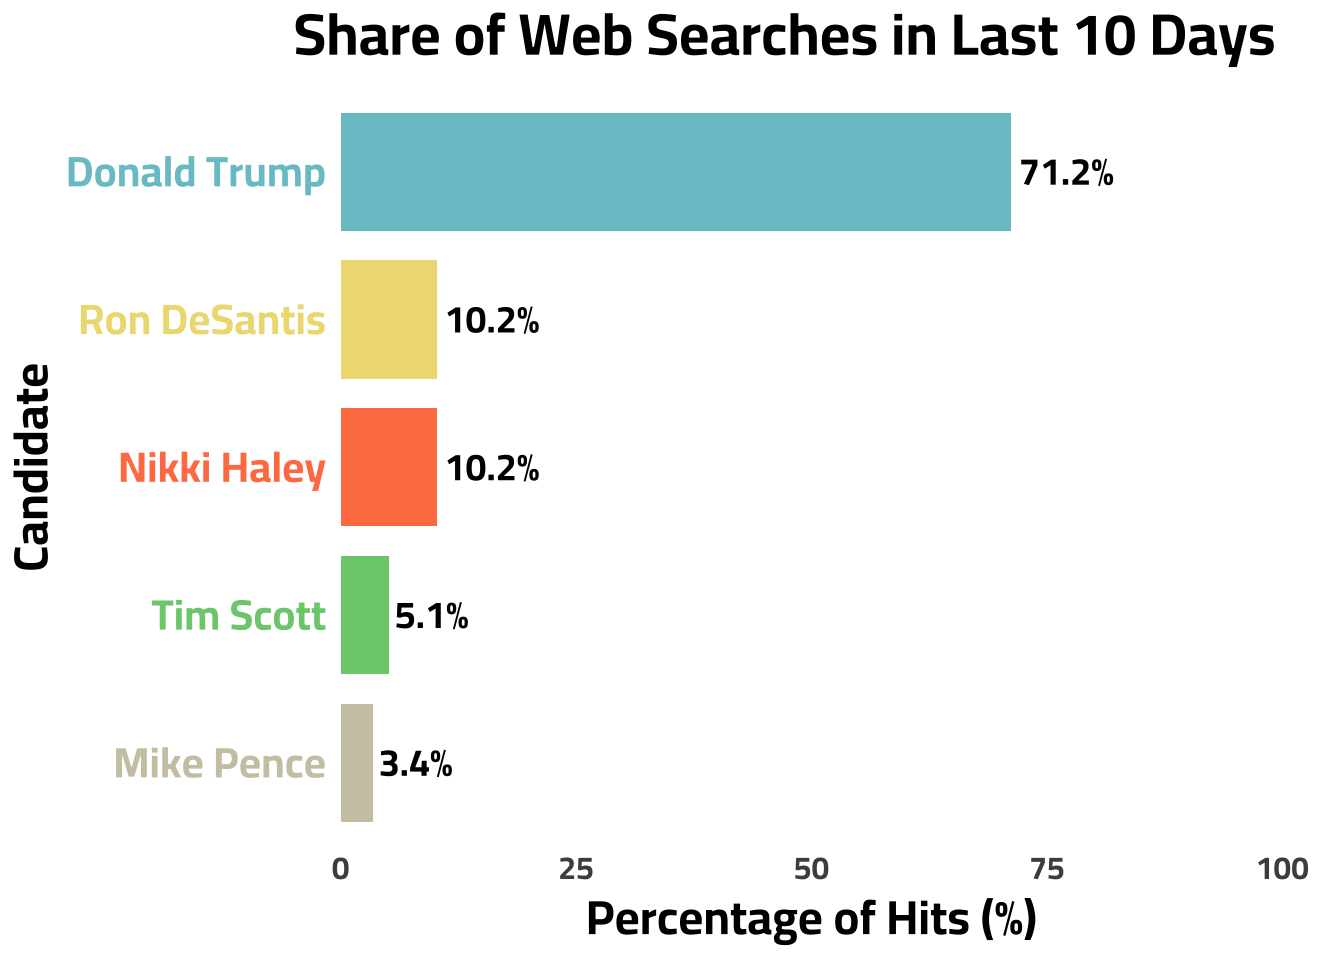 Share of Web Searches in Last 10 Days
Candidate
Donald Trump 71.2%
Ron DeSantis 10.2%
Nikki Haley 10.2%
Tim Scott 5.1%
Mike Pence 3.4%
0 25 50 75 100
Percentage of Hits (%)